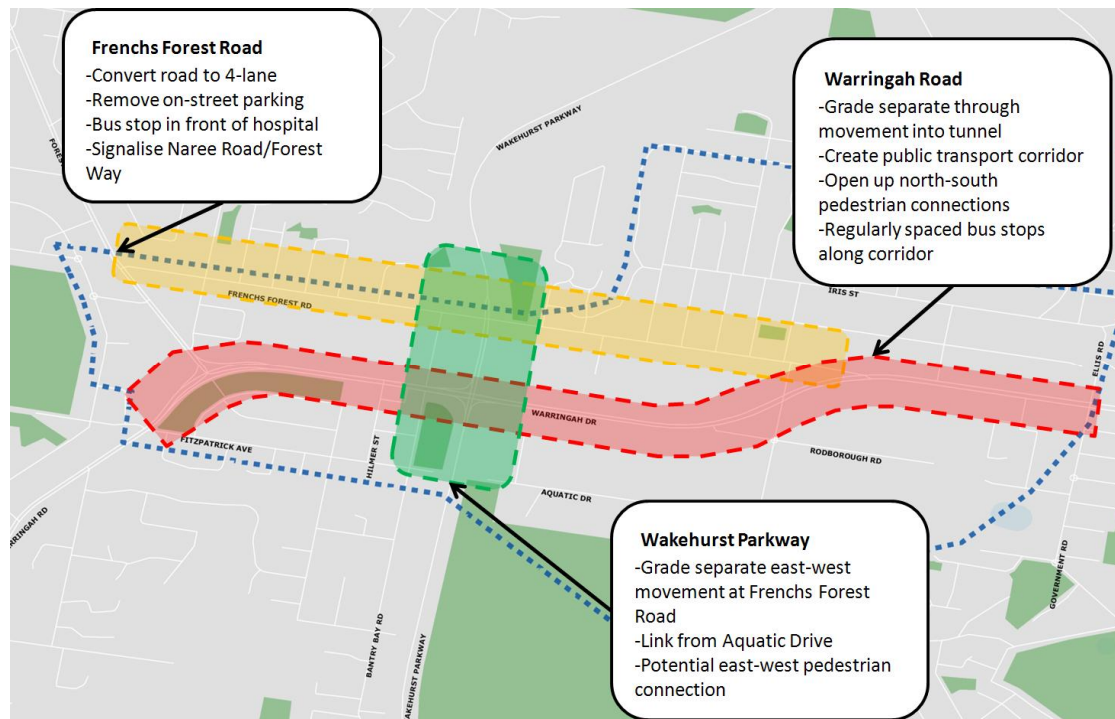 Frenchs Forest Road
-Convert road to 4-lane
-Remove on-street parking
-Bus stop in front of hospital
-Signalise Naree Road/Forest
Way
Warringah Road
-Grade separate through
movement into tunnel
-Create public transport corridor
-Open up north-south
pedestrian connections
-Regularly spaced bus stops
along corridor
WAKEHURST PARKWAY
IRIS ST
FRENCHS FOREST RD
ELLIS RD
WARRINGAH DR
FITZPATRICK AVE
HILMER ST
RODBOROUGH RD
AQUATIC DR
RRINGAH RD
GOVERNMENT RD
BANTRY BAY RD
AKEHURST PARKWAY
Wakehurst Parkway
-Grade separate east-west
movement at Frenchs Forest
Road
-Link from Aquatic Drive
-Potential east-west pedestrian
connection